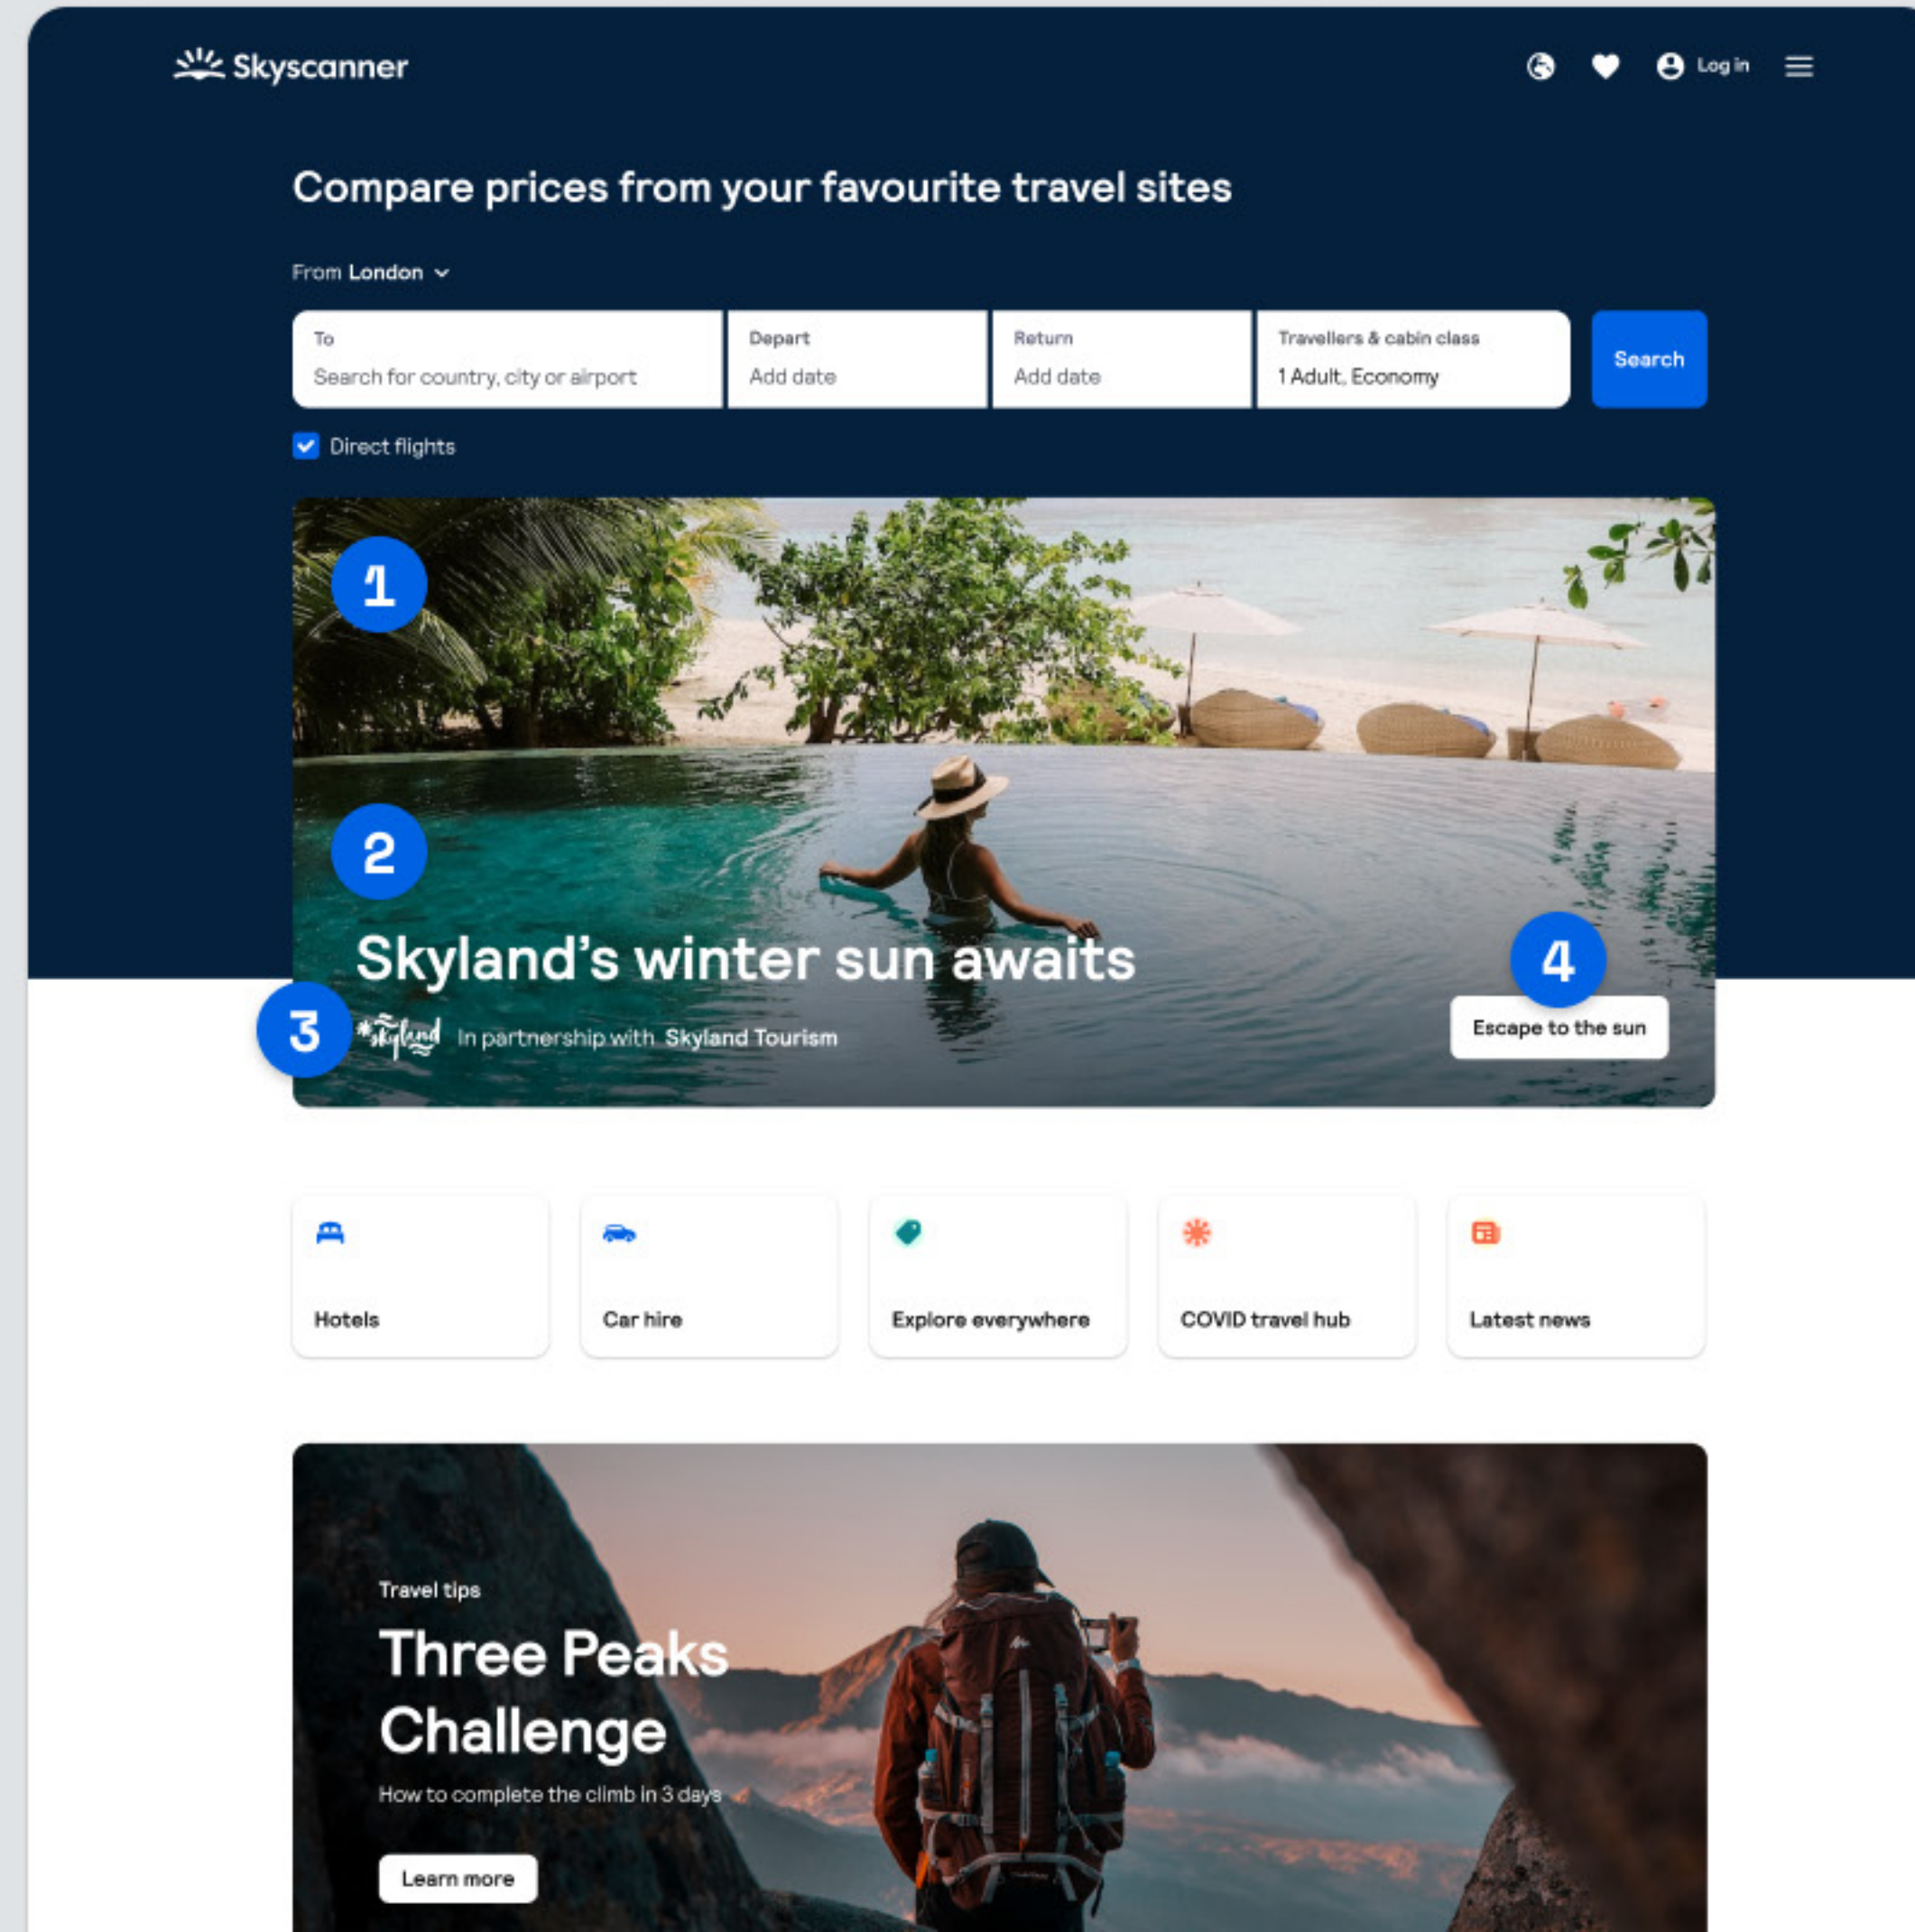 Skyscanner
Log in
Compare prices from your favourite travel sites
From London
To
Search for country, city or airport
Depart
Add date
Return
Add date
Travellers & cabin class
1 Adult, Economy
Search
Direct flights
1
2
Skyland's winter sun awaits
3
skyland
In partnership with Skyland Tourism
4
Escape to the sun
Hotels
Car hire
Explore everywhere
COVID travel hub
Latest news
Travel tips
Three Peaks
Challenge
How to complete the climb in 3 days
Learn more